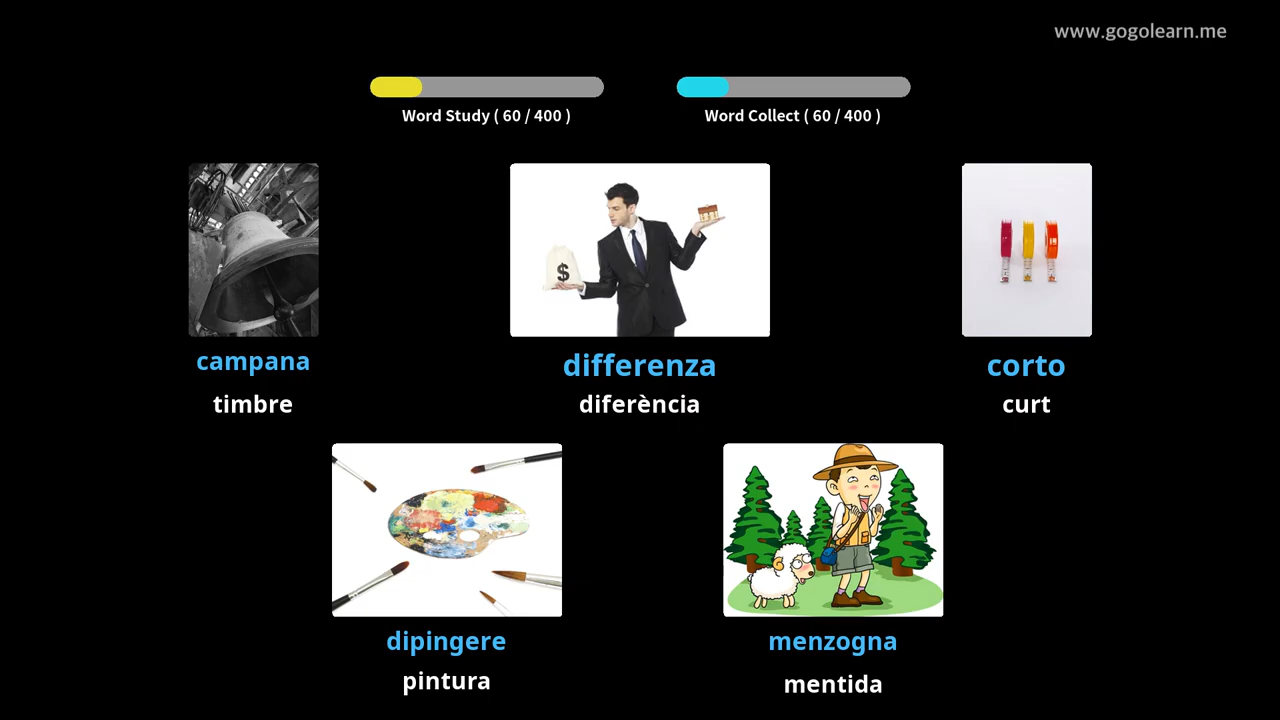 www.gogolearn.me
Word Study ( 60 / 400 )
Word Collect ( 60 / 400 )
$
campana
timbre
differenza
diferència
corto
curt
dipingere
pintura
menzogna
mentida